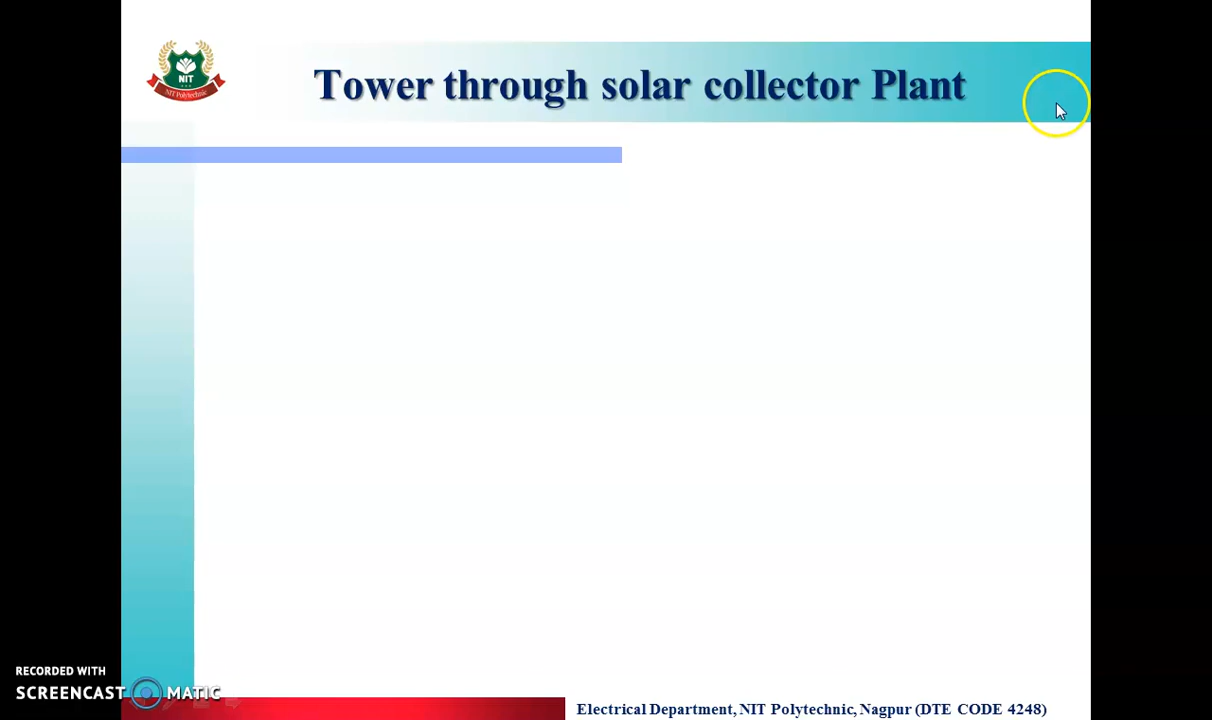 NIT
NIT Polytechnic
Tower through solar collector Plant
RECORDED WITH
SCREENCAST MATIC
Electrical Department, NIT Polytechnic, Nagpur (DTE CODE 4248)